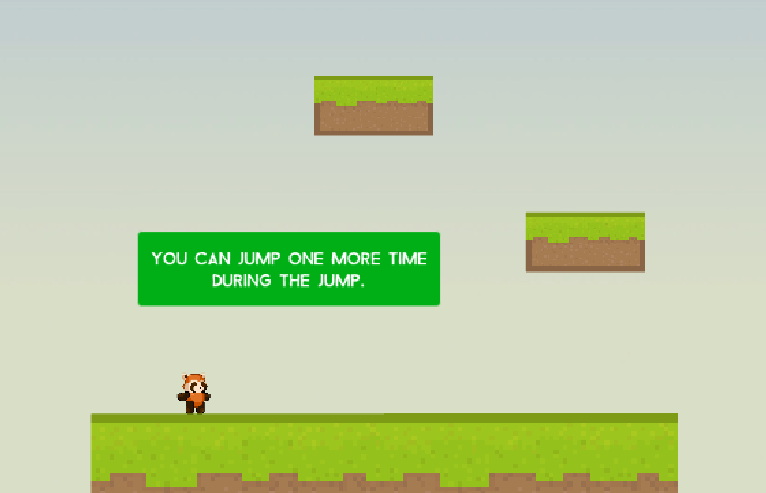 YOU CAN JUMP ONE MORE TIME
DURING THE JUMP.